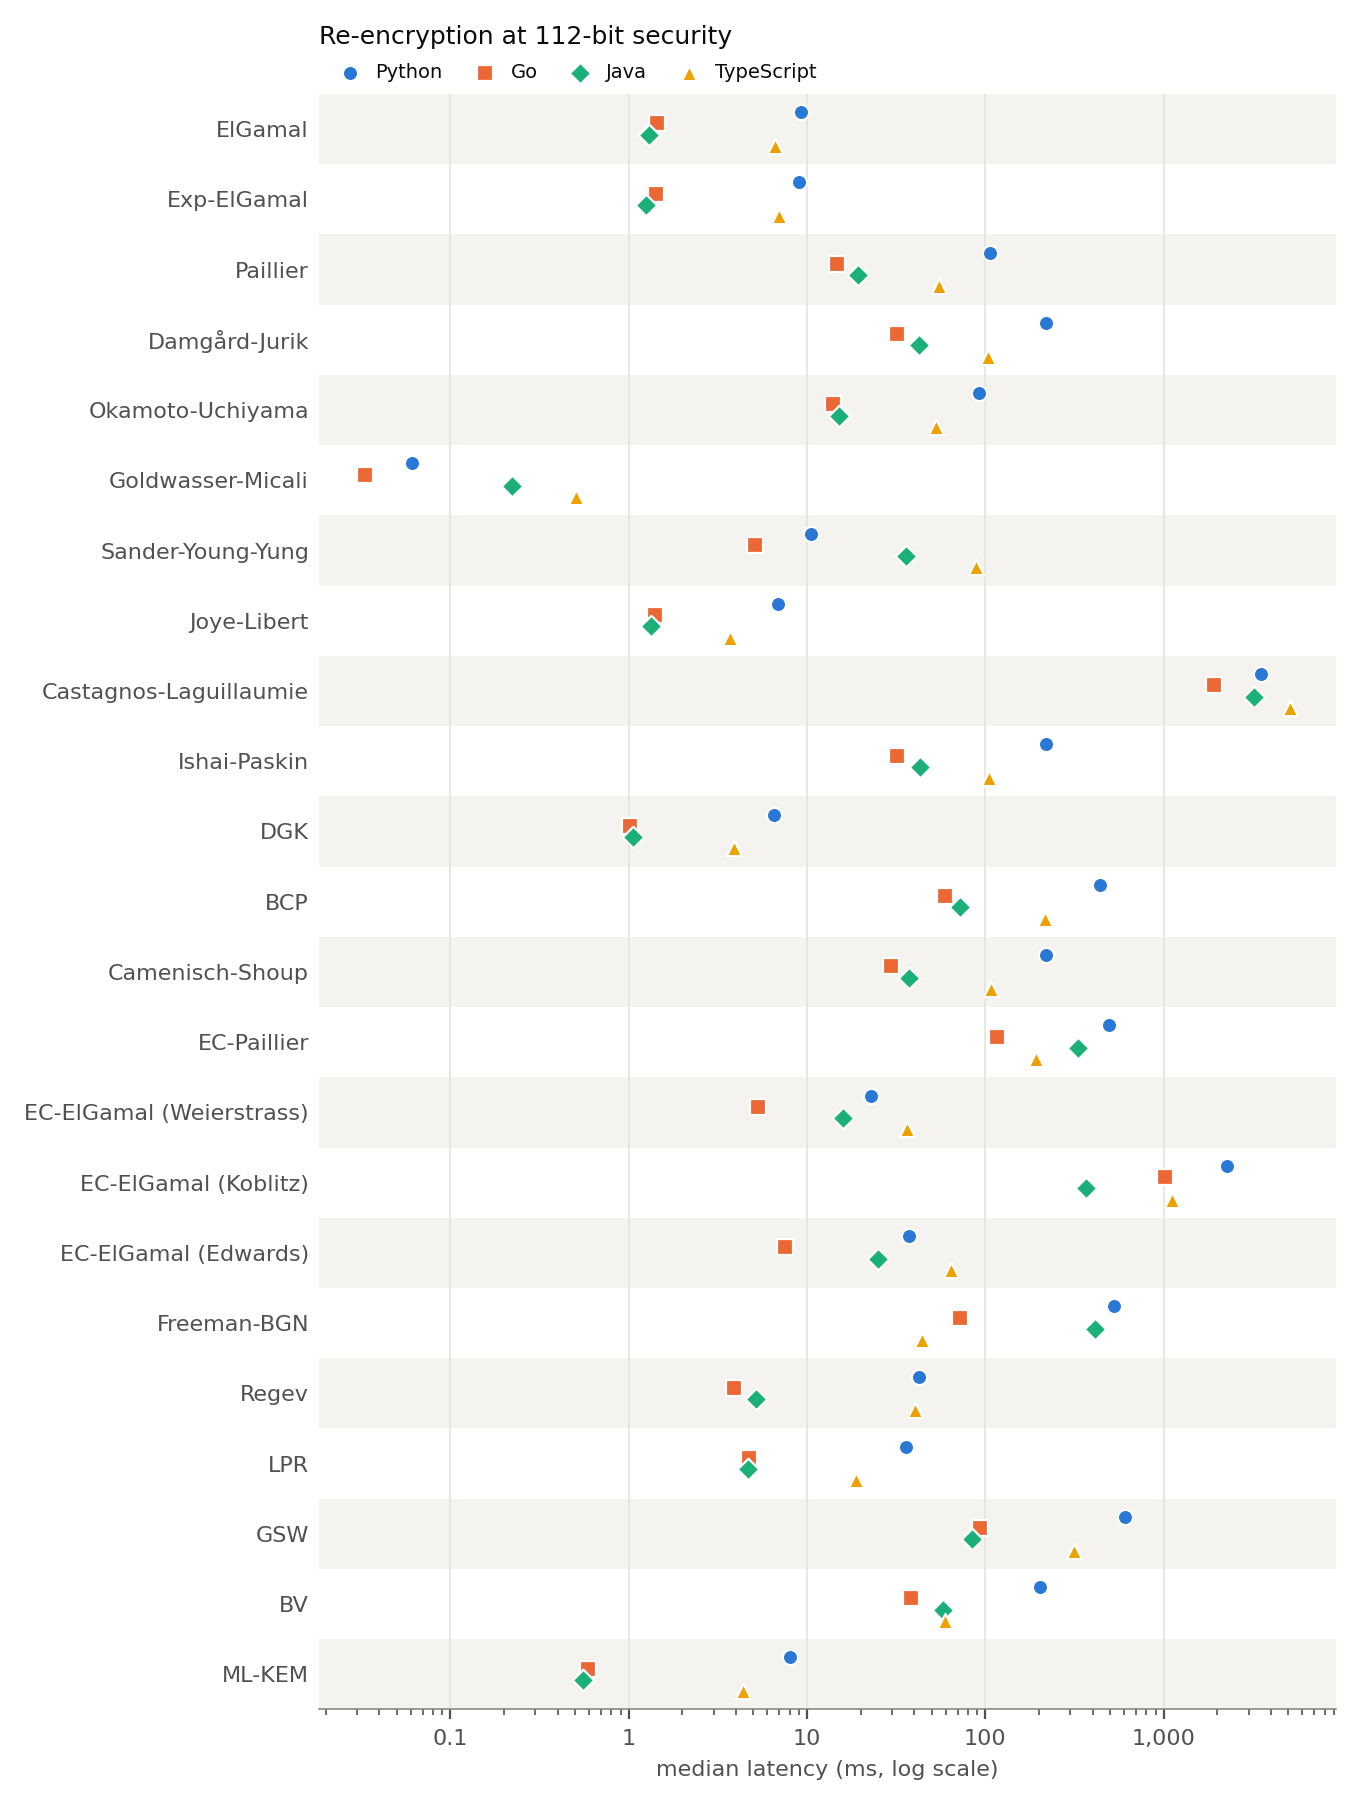 Re-encryption at 112-bit security
Python Go Java TypeScript
ElGamal
Exp-ElGamal
Paillier
Damgård-Jurik
Okamoto-Uchiyama
Goldwasser-Micali
Sander-Young-Yung
Joye-Libert
Castagnos-Laguillaumie
Ishai-Paskin
DGK
BCP
Camenisch-Shoup
EC-Paillier
EC-ElGamal (Weierstrass)
EC-ElGamal (Koblitz)
EC-ElGamal (Edwards)
Freeman-BGN
Regev
LPR
GSW
BV
ML-KEM
0.1 1 10 100 1,000
median latency (ms, log scale)